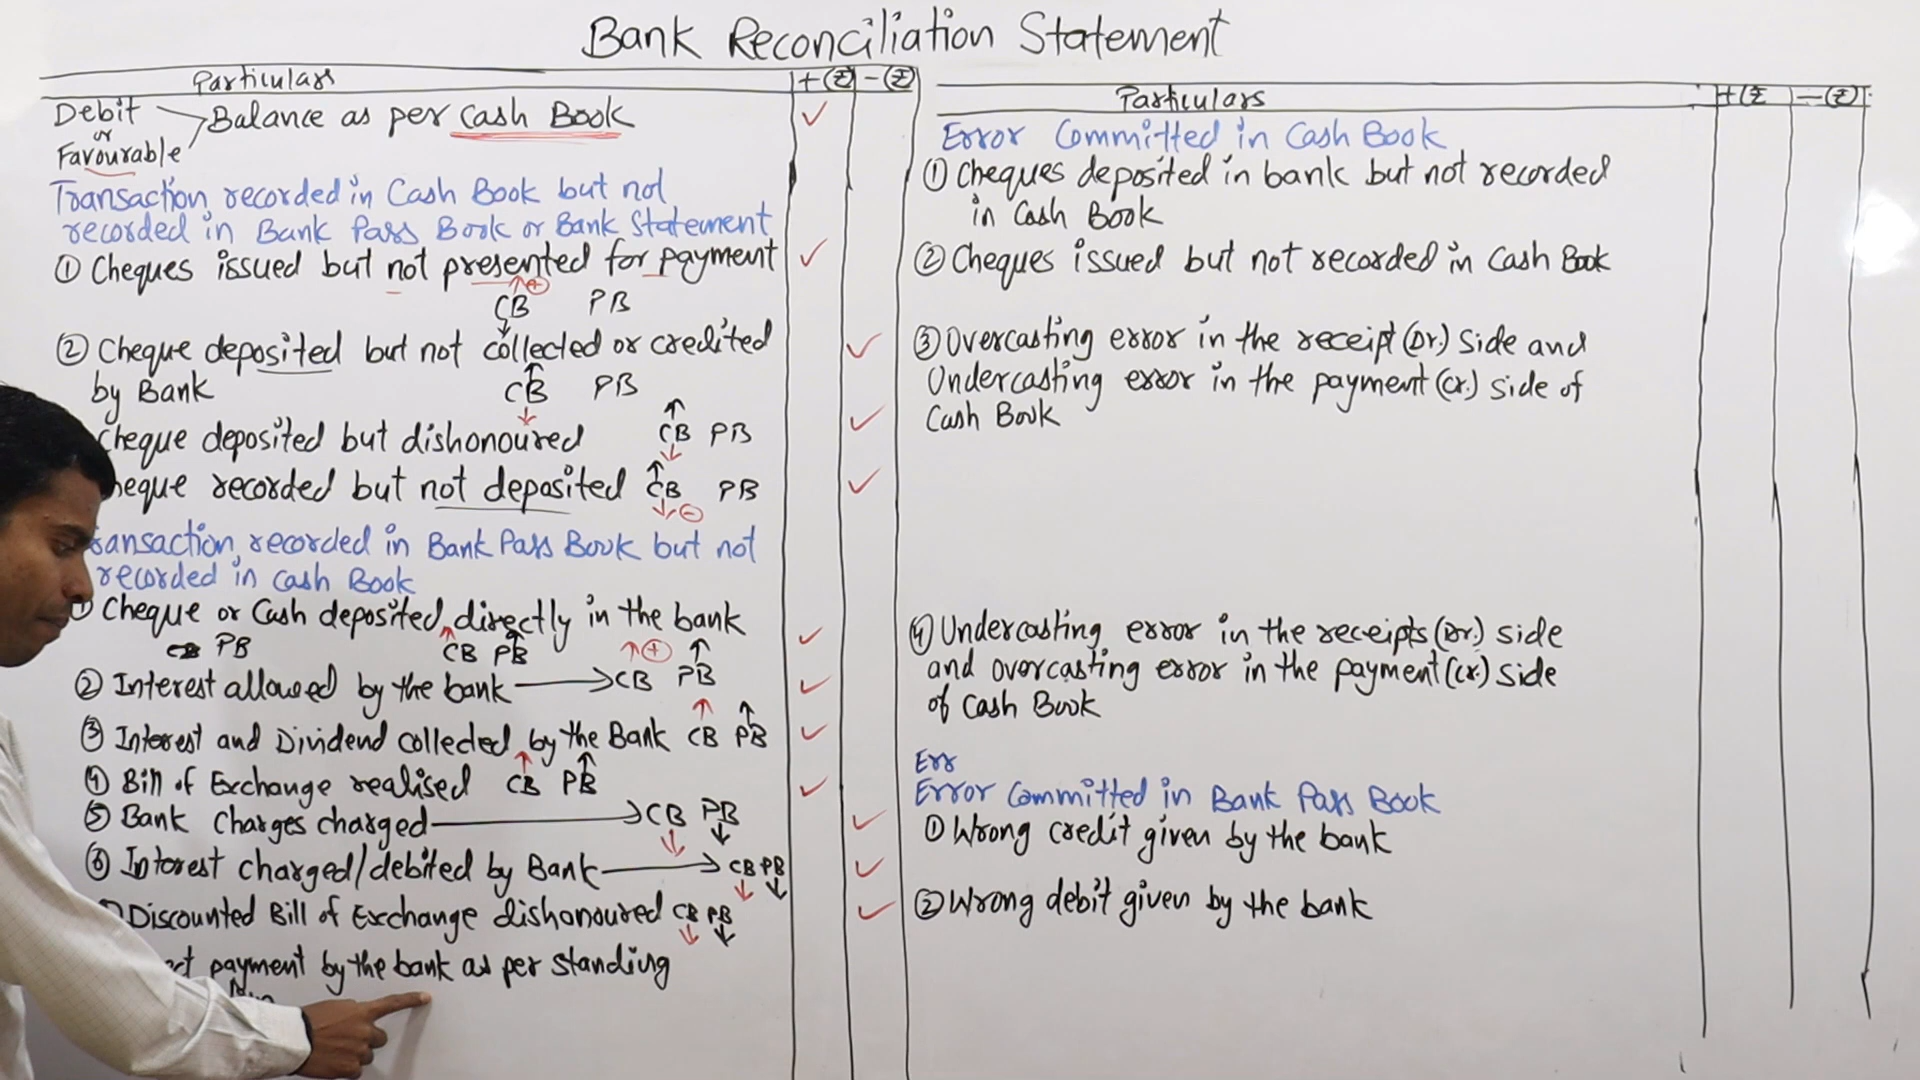 Bank Reconciliation Statement
Particulars +(₹) -(₹)
Debit
or
Favourable
Balance as per Cash Book ✓
Transaction recorded in Cash Book but not
recorded in Bank Pass Book or Bank Statement
① Cheques issued but not presented for payment ✓
↑⊕
CB PB
↓
② Cheque deposited but not collected or credited ✓
by Bank
↑
CB PB
↓
Cheque deposited but dishonoured ↑ CB ↓ PB ✓
heque recorded but not deposited ↑ CB ↓⊖ PB ✓
ransaction recorded in Bank Pass Book but not
recorded in Cash Book
① Cheque or Cash deposited directly in the bank ✓
CB PB
↑ CB ↑ PB
② Interest allowed by the bank → ↑⊕ CB ↑ PB ✓
③ Interest and Dividend collected by the Bank ↑ CB ↑ PB ✓
④ Bill of Exchange realised ↑ CB ↑ PB ✓
⑤ Bank Charges charged → CB ↓ PB ↓ ✓
⑥ Interest charged/debited by Bank → CB ↓ PB ↓ ✓
Discounted Bill of Exchange dishonoured CB ↓ PB ↓ ✓
ect payment by the bank as per standing
Particulars +(₹ -(₹)
Error Committed in Cash Book
① Cheques deposited in bank but not recorded
in Cash Book
② Cheques issued but not recorded in Cash Book
③ Overcasting error in the receipt (Dr.) side and
Undercasting error in the payment (Cr.) side of
Cash Book
④ Undercasting error in the receipts (Dr.) side
and overcasting error in the payment (Cr.) side
of Cash Book
Err
Error Committed in Bank Pass Book
① Wrong credit given by the bank
② Wrong debit given by the bank